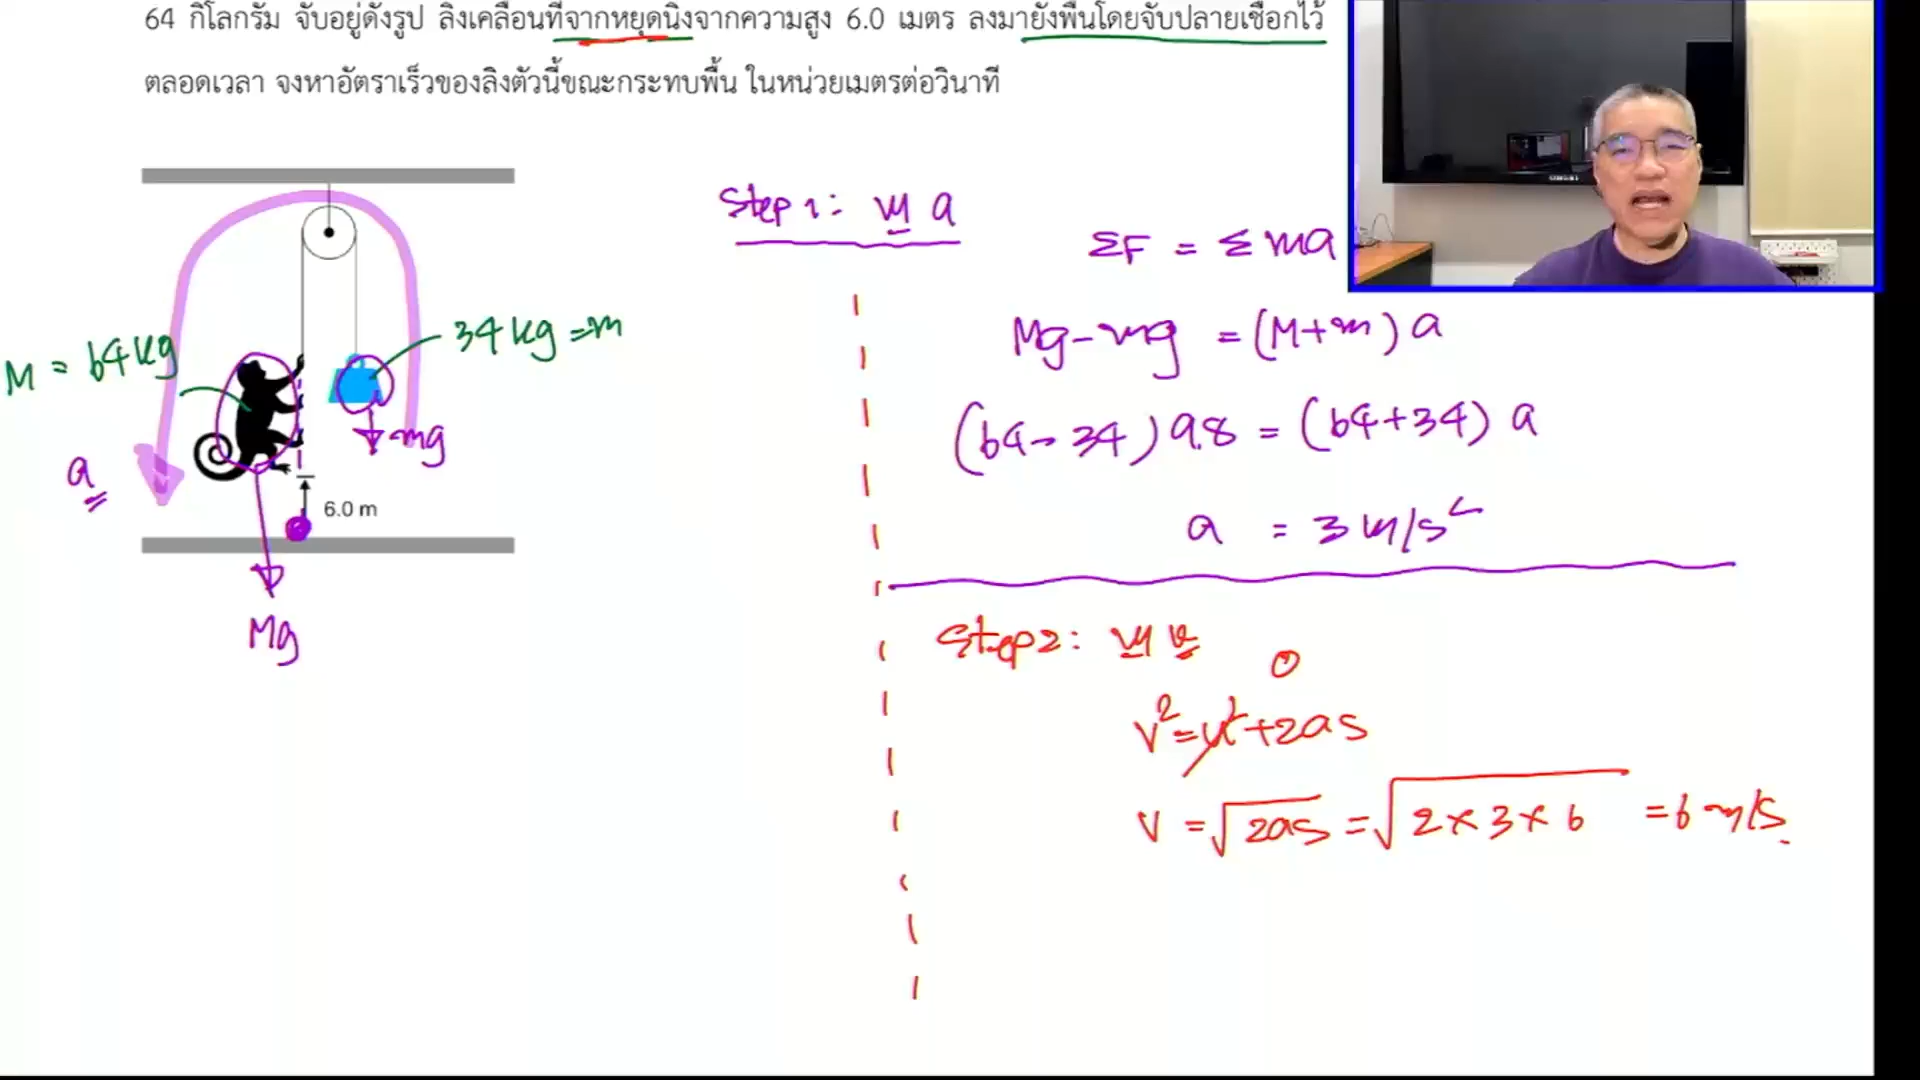 64 กิโลกรัม จับอยู่ดังรูป ลิงเคลื่อนที่จากหยุดนิ่งจากความสูง 6.0 เมตร ลงมายังพื้นโดยจับปลายเชือกไว้
ตลอดเวลา จงหาอัตราเร็วของลิงตัวนี้ขณะกระทบพื้น ในหน่วยเมตรต่อวินาที
Step 1: หา a
ΣF = Σma
M = 64 kg
34 kg = m
Mg - mg = (M+m) a
mg
(64 - 34) 9.8 = (64+34) a
a
6.0 m
a = 3 m/s²
Mg
Step 2: หา v
0
v² = u² + 2as
v = √2as = √2 × 3 × 6 = 6 m/s
SAMSUNG